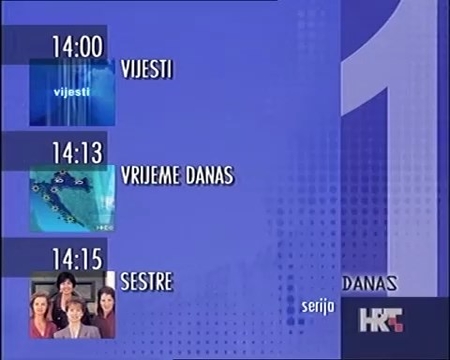 14:00
VIJESTI
vijesti
14:13
VRIJEME DANAS
14:15
SESTRE
serija
DANAS
1
HRT